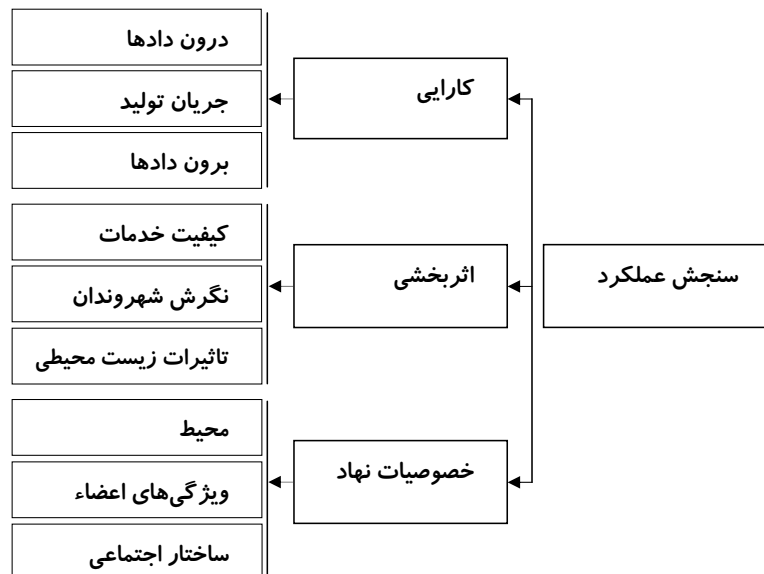 سنجش عملکرد
کارایی
درون دادها
جریان تولید
برون دادها
اثربخشی
کیفیت خدمات
نگرش شهروندان
تاثیرات زیست محیطی
خصوصیات نهاد
محیط
ویژگی‌های اعضاء
ساختار اجتماعی